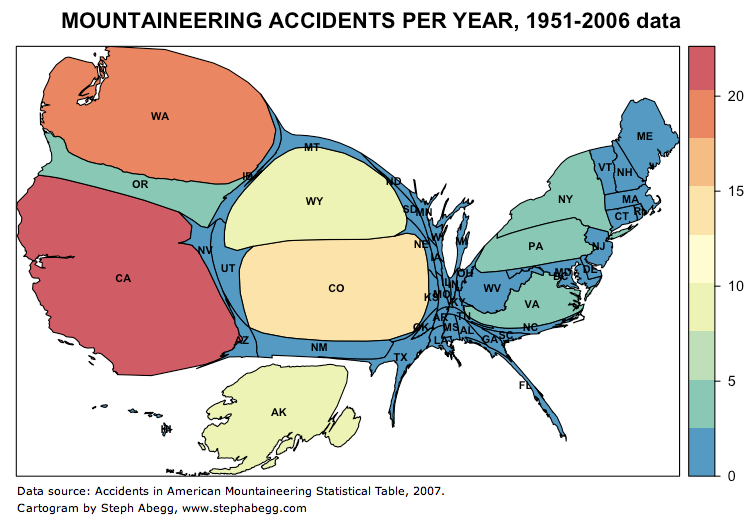 MOUNTAINEERING ACCIDENTS PER YEAR, 1951-2006 data
WA
ME
MT
VT
NH
OR
ID
ND
NY
MA
WY
SD
MN
CT
RI
NV
NE
WI
MI
PA
NJ
UT
IA
CA
CO
OH
WV
MD
DE
DC
KS
MO
IN
IL
KY
VA
AR
TN
OK
MS
AL
NC
SC
GA
AZ
NM
LA
TX
FL
AK
HI
20
15
10
5
0
Data source: Accidents in American Mountaineering Statistical Table, 2007.
Cartogram by Steph Abegg, www.stephabegg.com